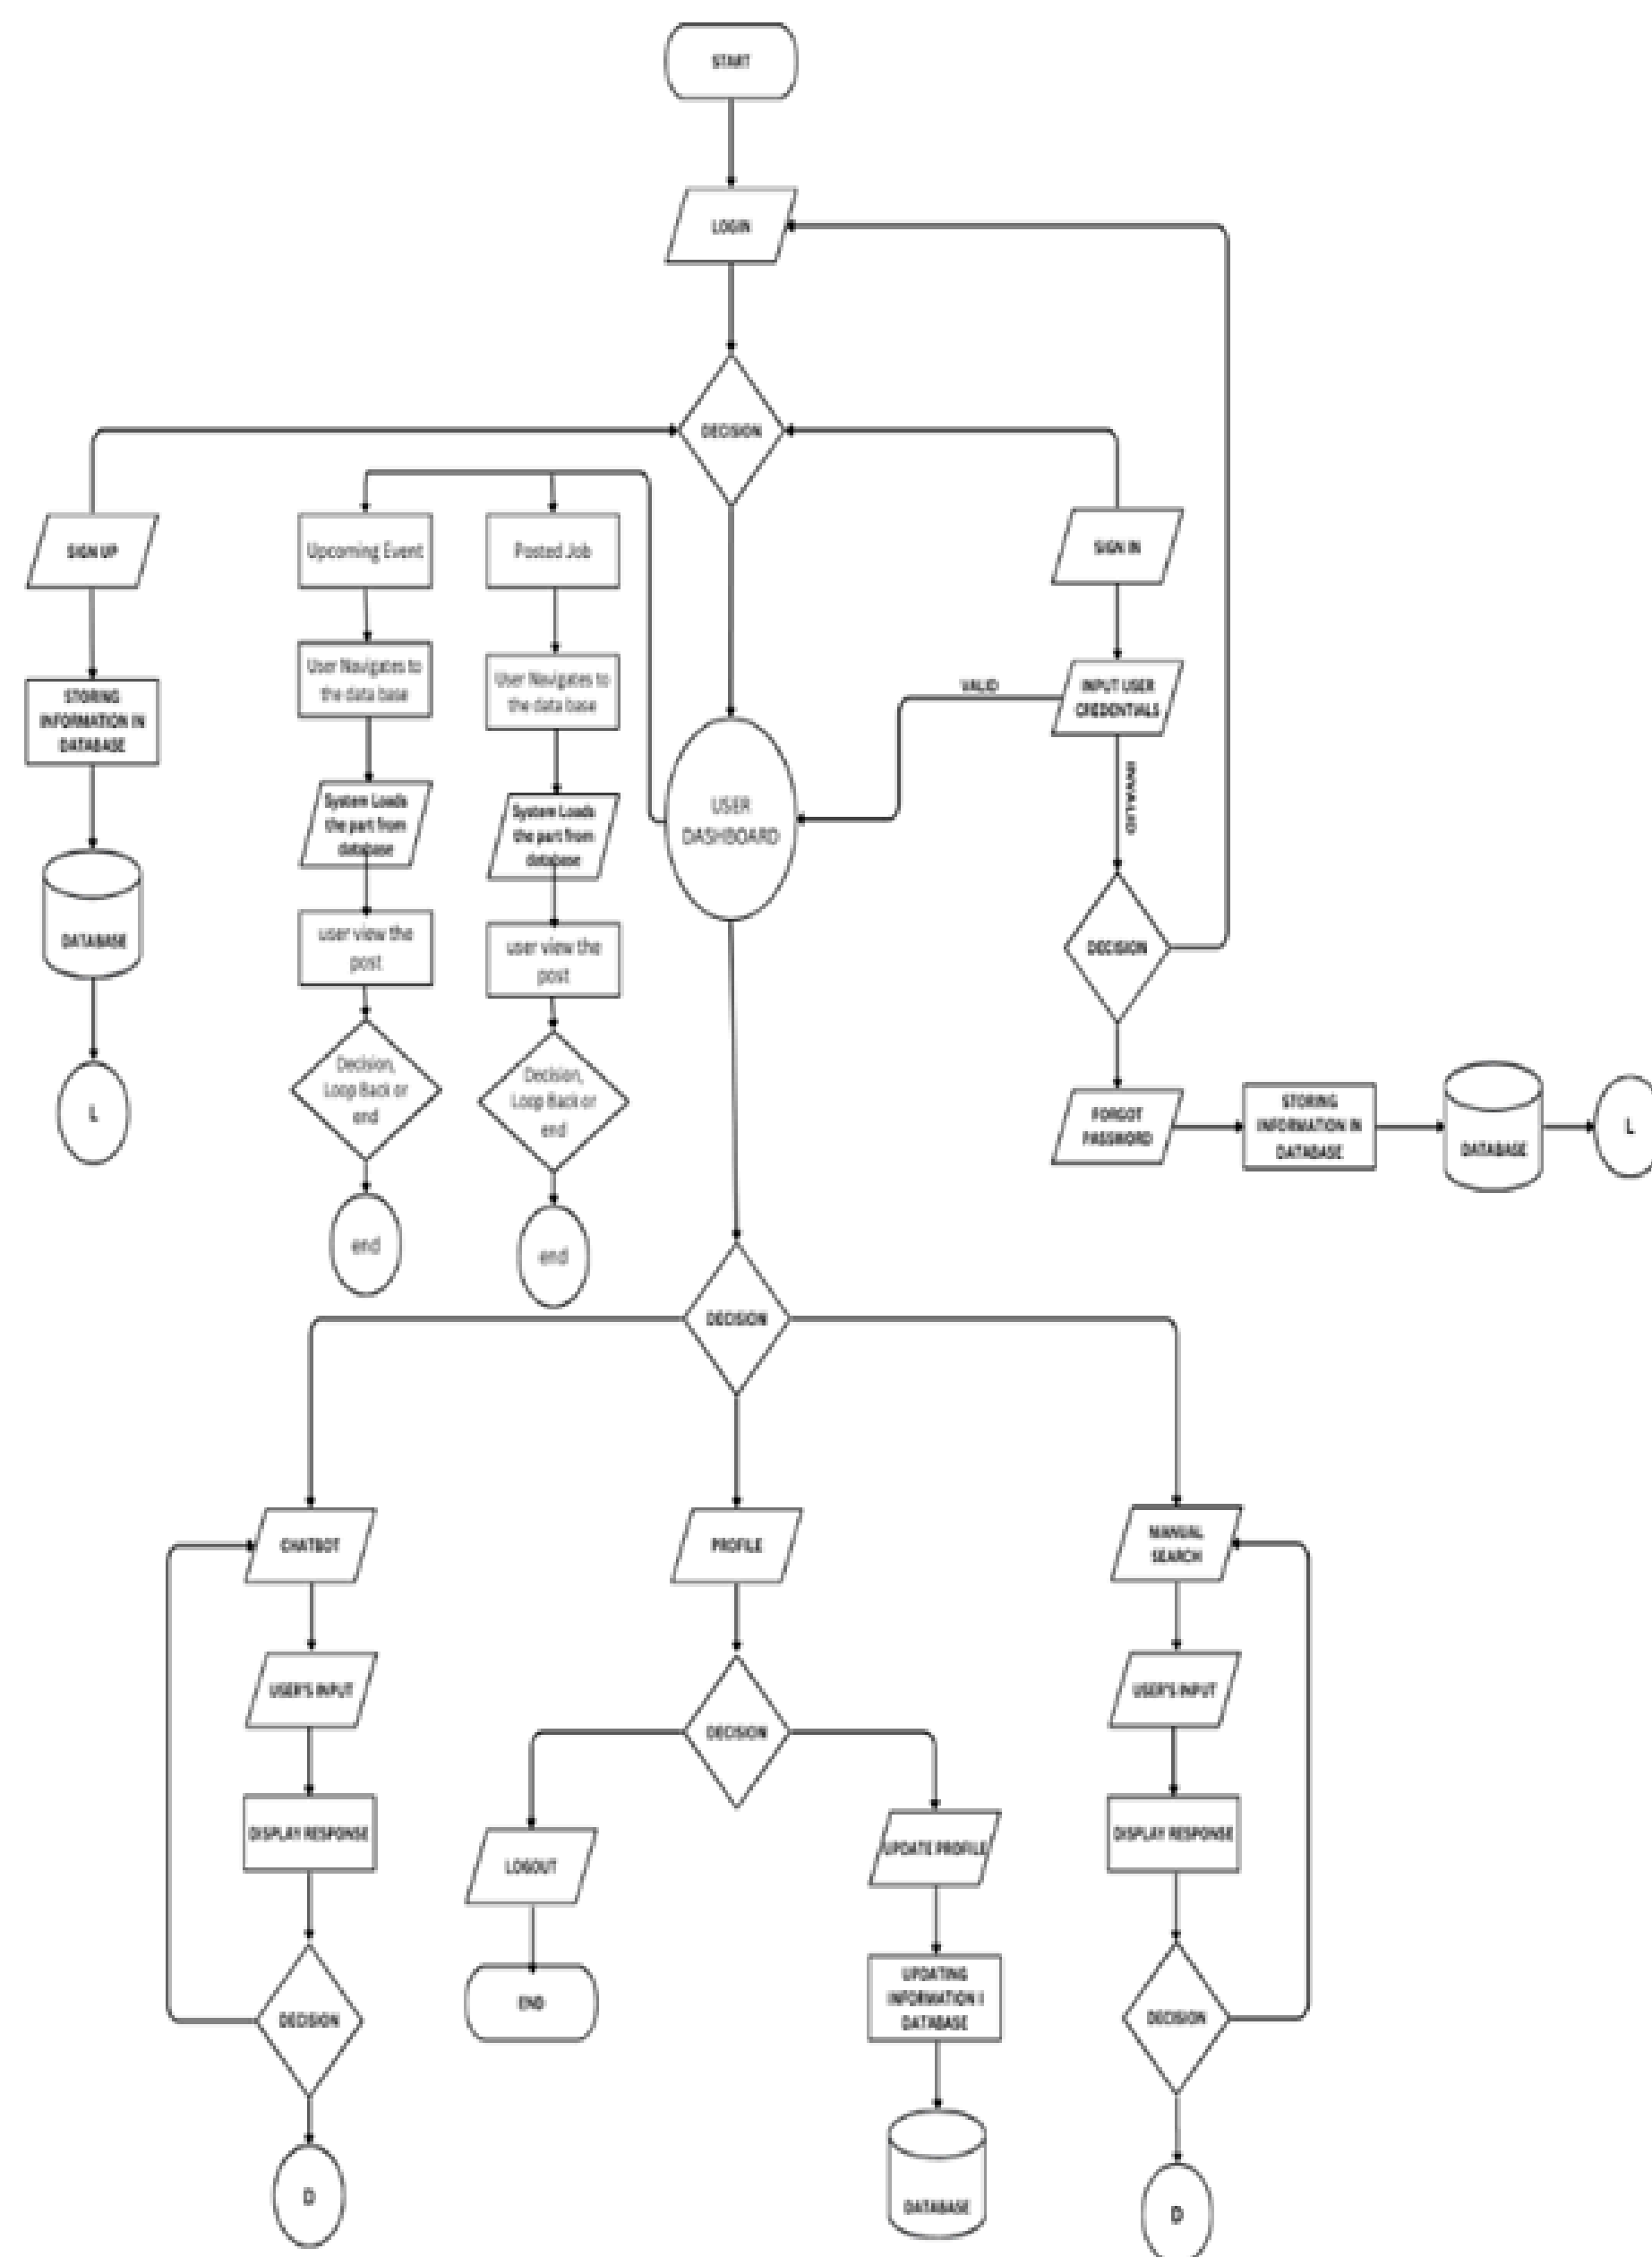 START
LOGIN
DECISION
SIGN UP
Upcoming Event
Posted Job
SIGN IN
STORING
INFORMATION IN
DATABASE
User Navigates to
the data base
User Navigates to
the data base
VALID
INPUT USER
CREDENTIALS
INVALID
System Loads
the part from
database
System Loads
the part from
database
USER
DASHBOARD
DATABASE
user view the
post
user view the
post
DECISION
L
Decision,
Loop Back or
end
Decision,
Loop Back or
end
FORGOT
PASSWORD
STORING
INFORMATION IN
DATABASE
DATABASE
L
end
end
DECISION
CHATBOT
PROFILE
MANUAL
SEARCH
USER'S INPUT
DECISION
USER'S INPUT
DISPLAY RESPONSE
LOGOUT
UPDATE PROFILE
DISPLAY RESPONSE
DECISION
END
UPDATING
INFORMATION I
DATABASE
DECISION
D
DATABASE
D